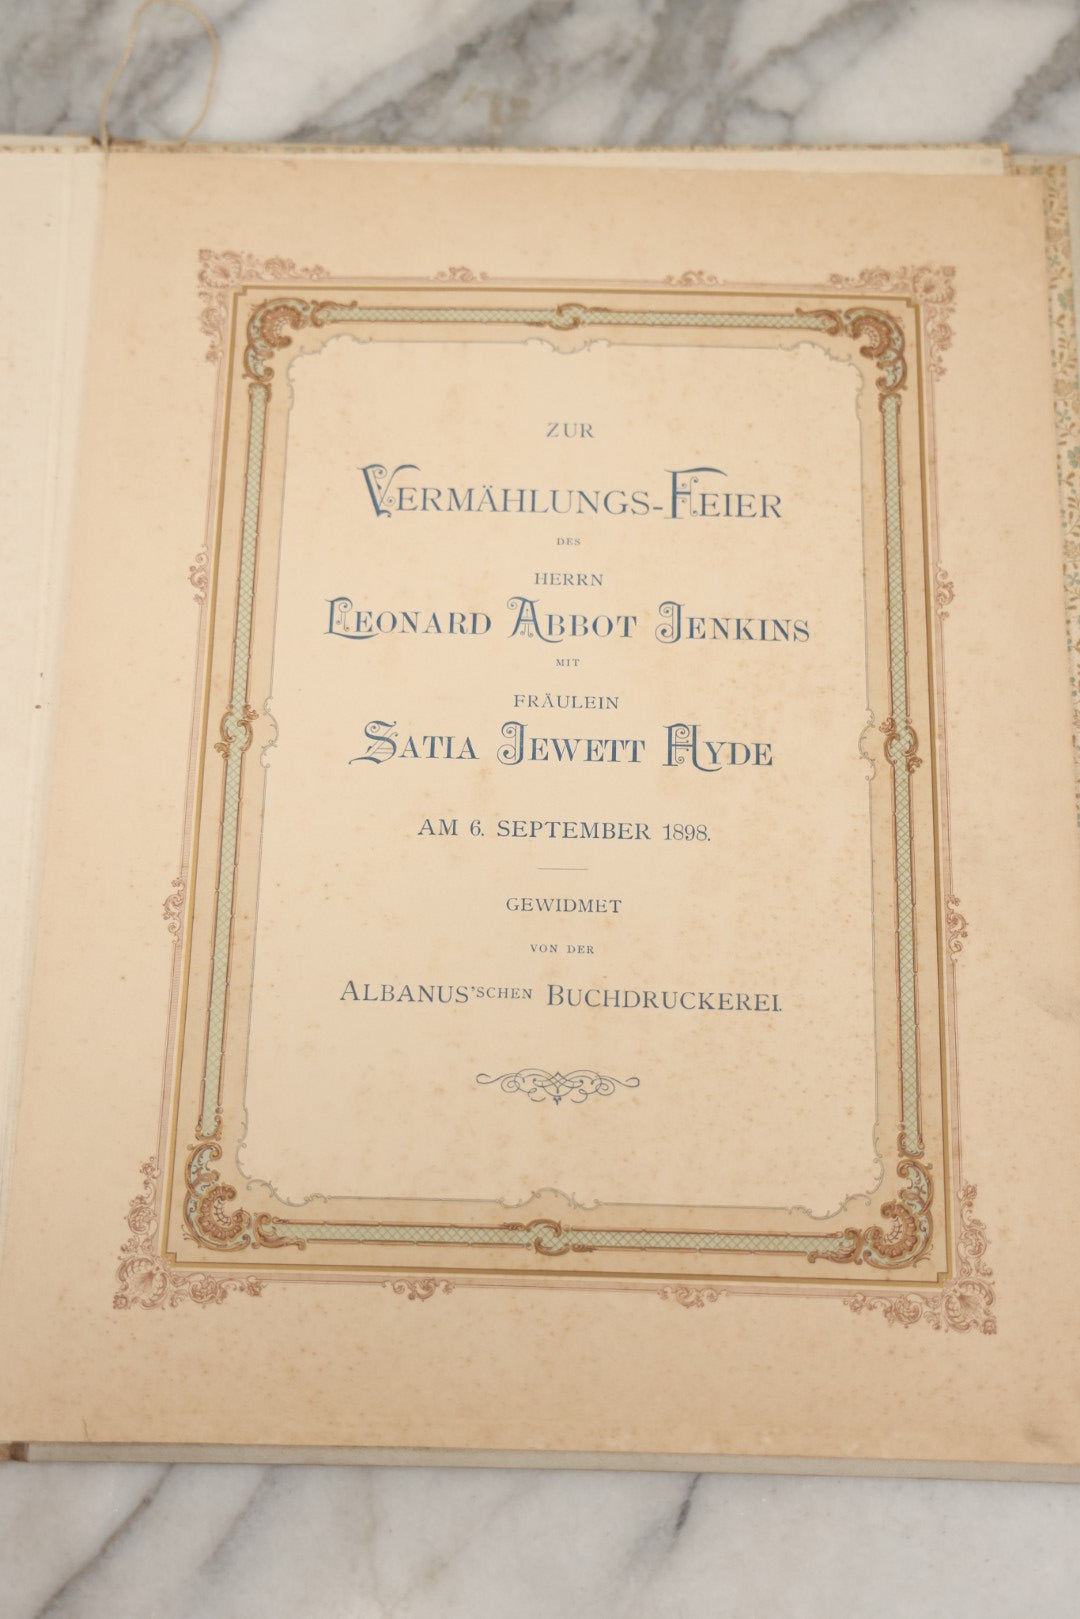 ZUR
VERMÄHLUNGS-FEIER
DES
HERRN
LEONARD ABBOT JENKINS
MIT
FRÄULEIN
SATIA JEWETT HYDE
AM 6. SEPTEMBER 1898.
GEWIDMET
VON DER
ALBANUS'SCHEN BUCHDRUCKEREI.